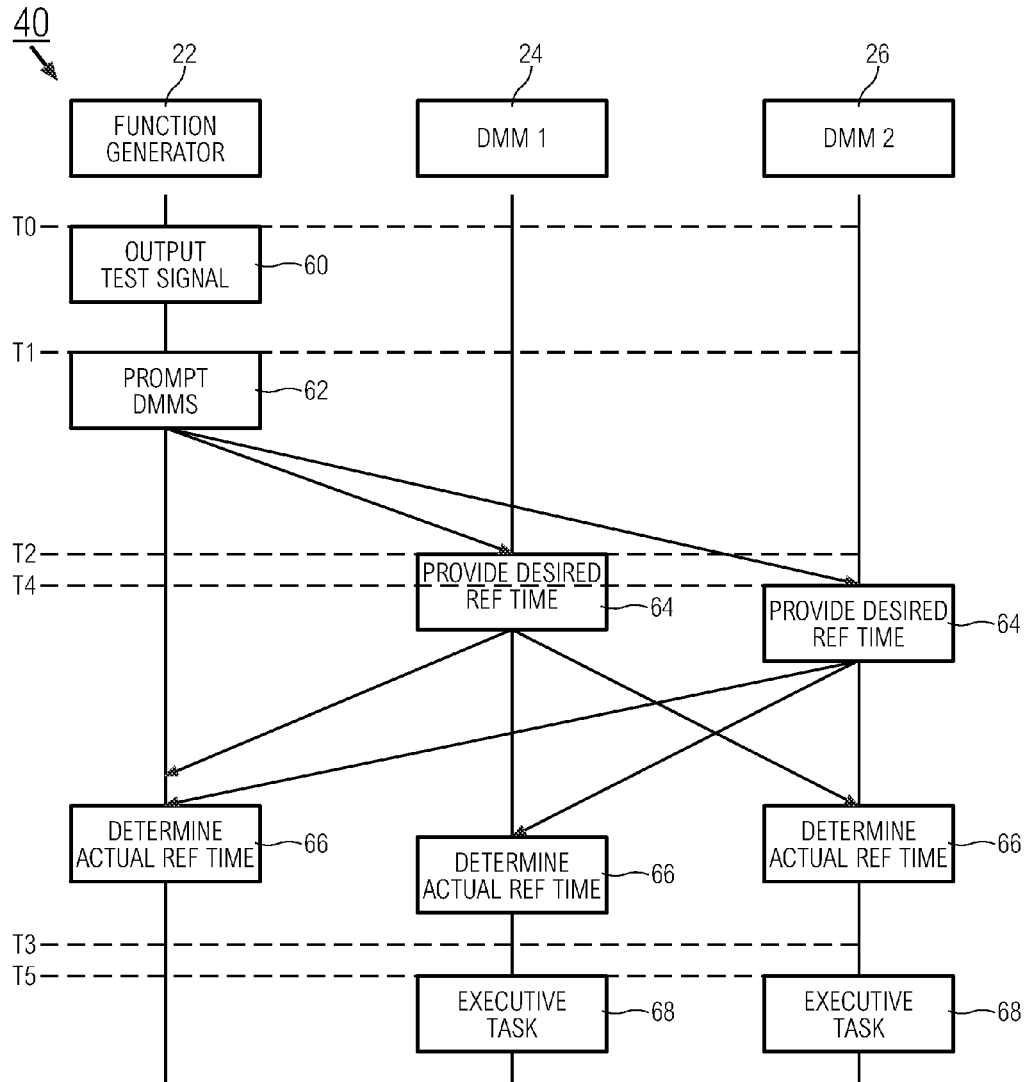 40
22
24
26
FUNCTION
GENERATOR
DMM 1
DMM 2
T0
OUTPUT
TEST SIGNAL
60
T1
PROMPT
DMMS
62
T2
T4
PROVIDE DESIRED
REF TIME
64
PROVIDE DESIRED
REF TIME
64
DETERMINE
ACTUAL REF TIME
66
DETERMINE
ACTUAL REF TIME
66
DETERMINE
ACTUAL REF TIME
66
T3
T5
EXECUTIVE
TASK
68
EXECUTIVE
TASK
68